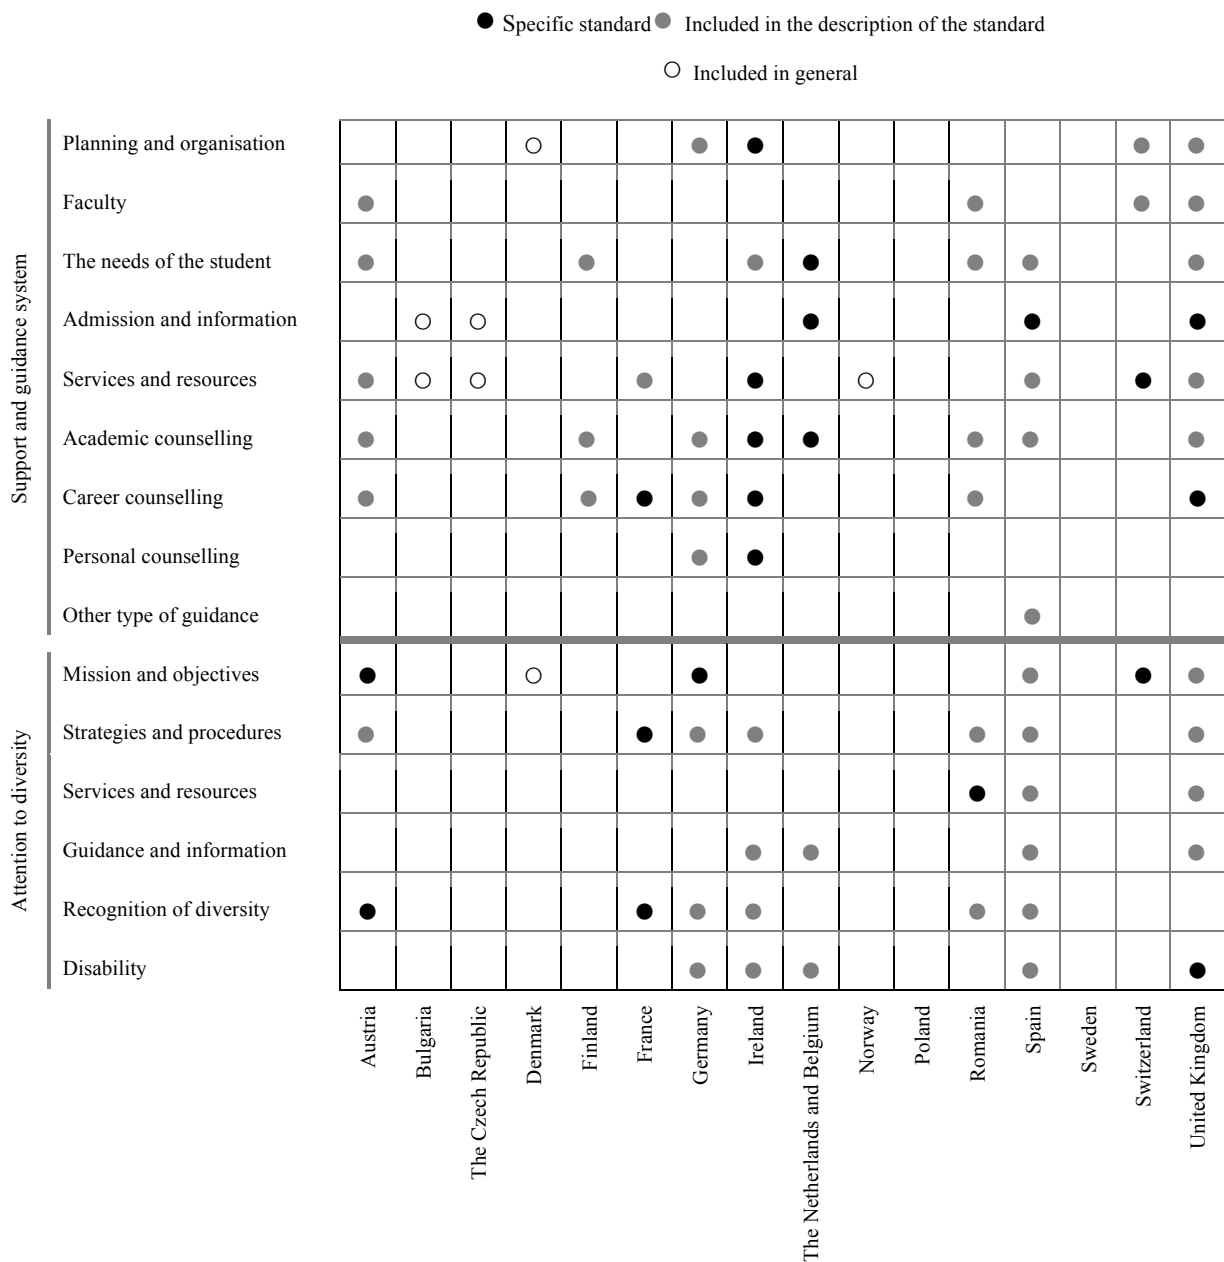 Specific standard Included in the description of the standard
Included in general
Support and guidance system
Planning and organisation
Faculty
The needs of the student
Admission and information
Services and resources
Academic counselling
Career counselling
Personal counselling
Other type of guidance
Attention to diversity
Mission and objectives
Strategies and procedures
Services and resources
Guidance and information
Recognition of diversity
Disability
Austria
Bulgaria
The Czech Republic
Denmark
Finland
France
Germany
Ireland
The Netherlands and Belgium
Norway
Poland
Romania
Spain
Sweden
Switzerland
United Kingdom